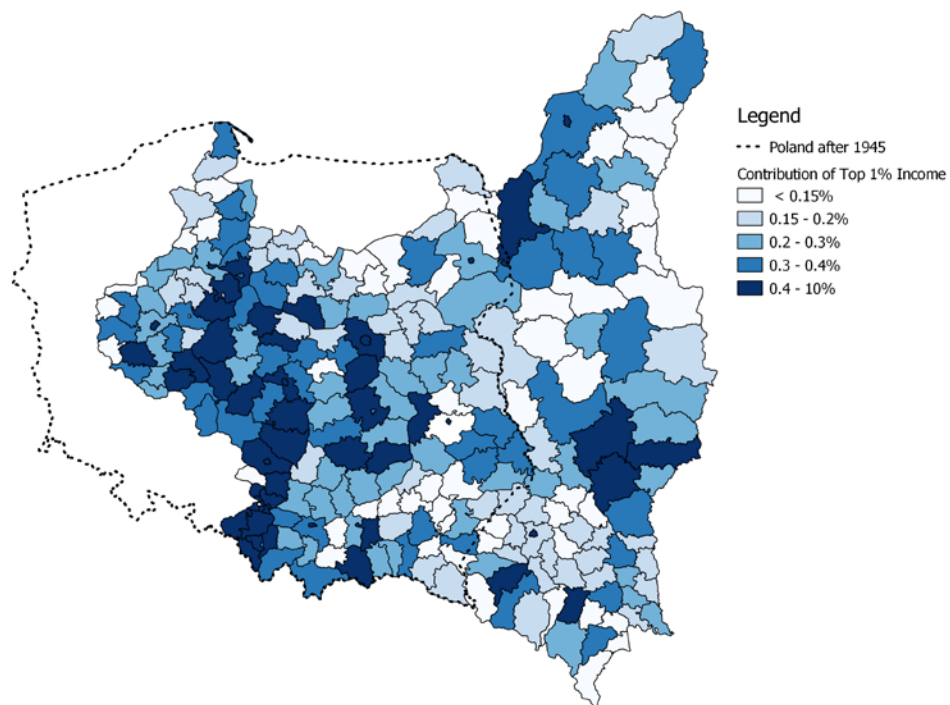 Legend
Poland after 1945
Contribution of Top 1% Income
< 0.15%
0.15 - 0.2%
0.2 - 0.3%
0.3 - 0.4%
0.4 - 10%